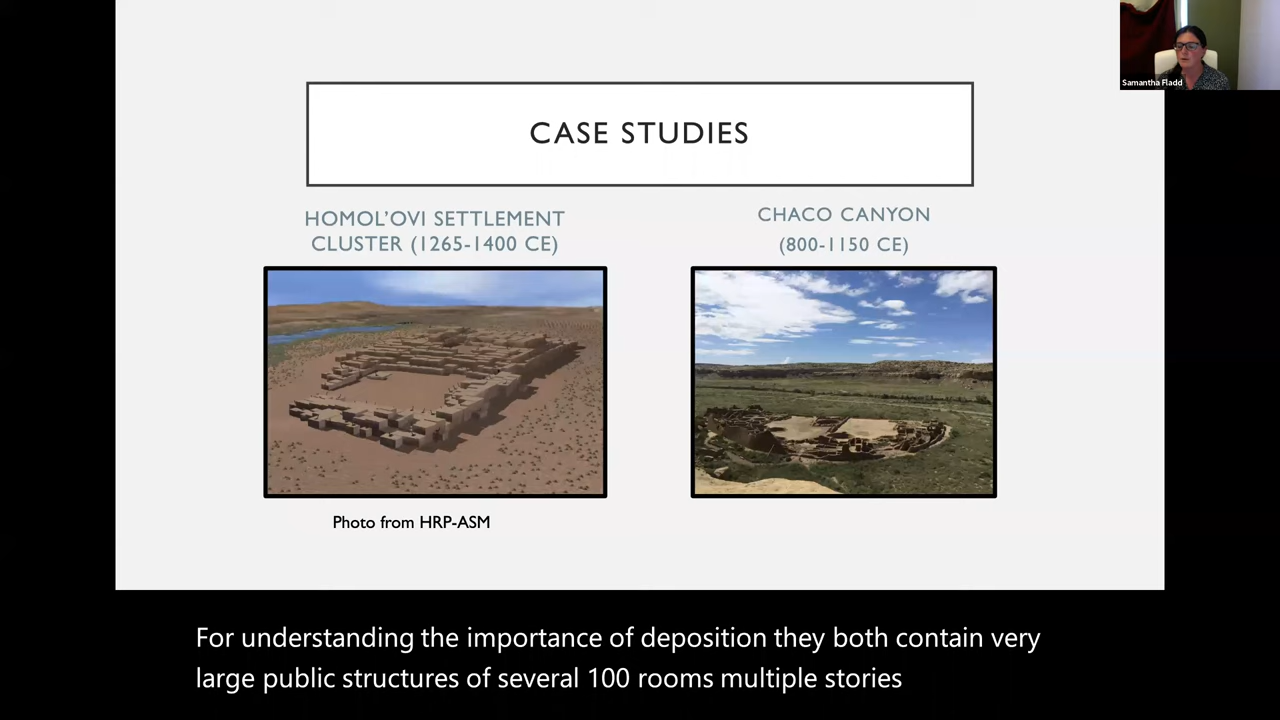 Samantha Fladd
CASE STUDIES
HOMOL’OVI SETTLEMENT
CLUSTER (1265-1400 CE)
CHACO CANYON
(800-1150 CE)
Photo from HRP-ASM
For understanding the importance of deposition they both contain very
large public structures of several 100 rooms multiple stories